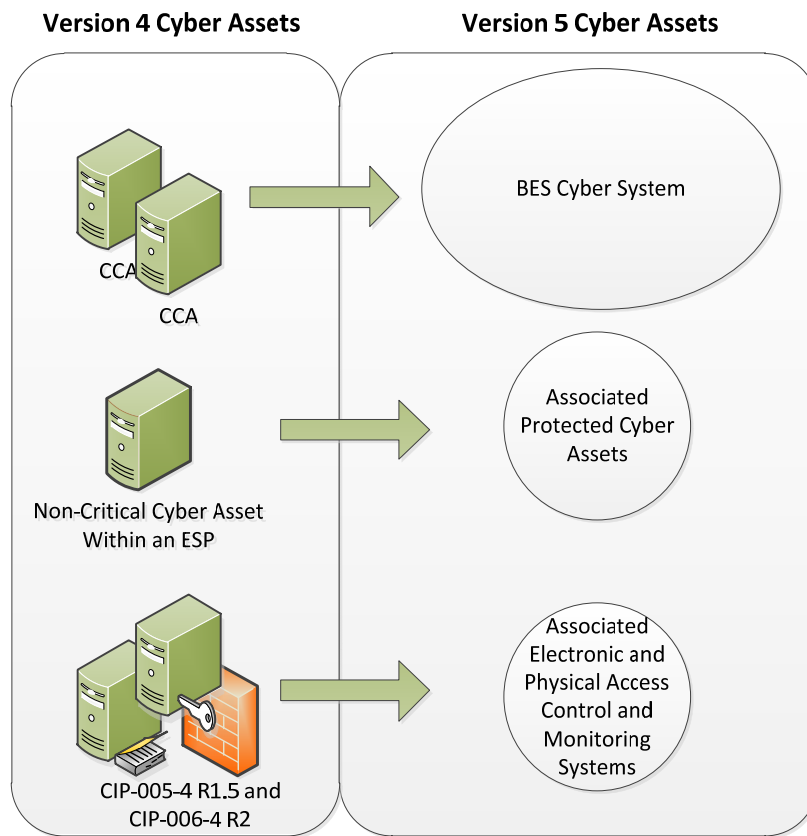 Version 4 Cyber Assets
Version 5 Cyber Assets
CCA
CCA
BES Cyber System
Non-Critical Cyber Asset
Within an ESP
Associated
Protected Cyber
Assets
CIP-005-4 R1.5 and
CIP-006-4 R2
Associated
Electronic and
Physical Access
Control and
Monitoring
Systems